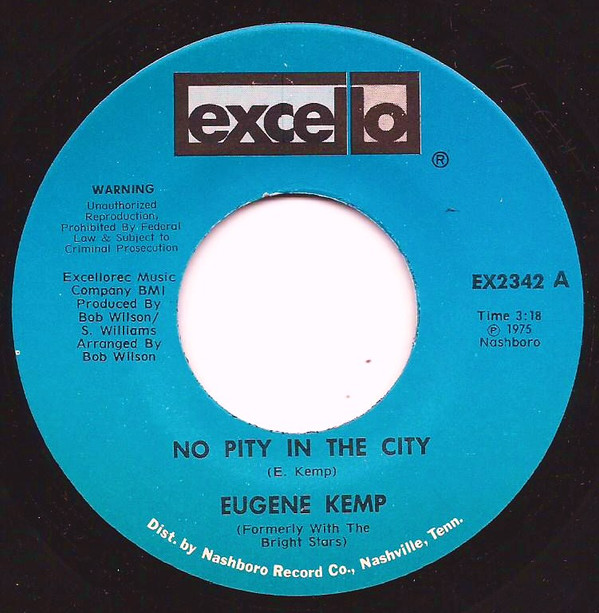 excello
®
WARNING
Unauthorized
Reproduction,
Prohibited By Federal
Law & Subject to
Criminal Prosecution
Excellorec Music
Company BMI
Produced By
Bob Wilson/
S. Williams
Arranged By
Bob Wilson
EX2342 A
Time 3:18
℗ 1975
Nashboro
NO PITY IN THE CITY
(E. Kemp)
EUGENE KEMP
(Formerly With The
Bright Stars)
Dist. by Nashboro Record Co., Nashville, Tenn.